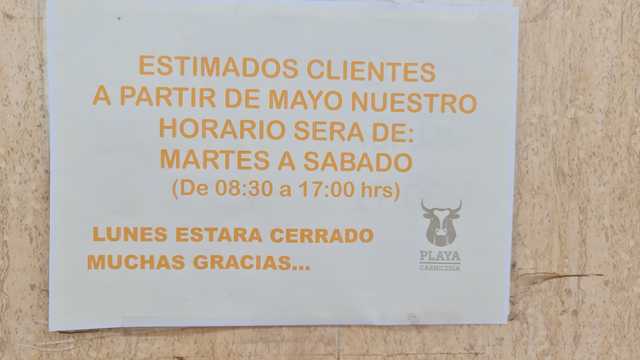 ESTIMADOS CLIENTES
A PARTIR DE MAYO NUESTRO
HORARIO SERA DE:
MARTES A SABADO
(De 08:30 a 17:00 hrs)
LUNES ESTARA CERRADO
MUCHAS GRACIAS...
PLAYA
CARNICERÍA